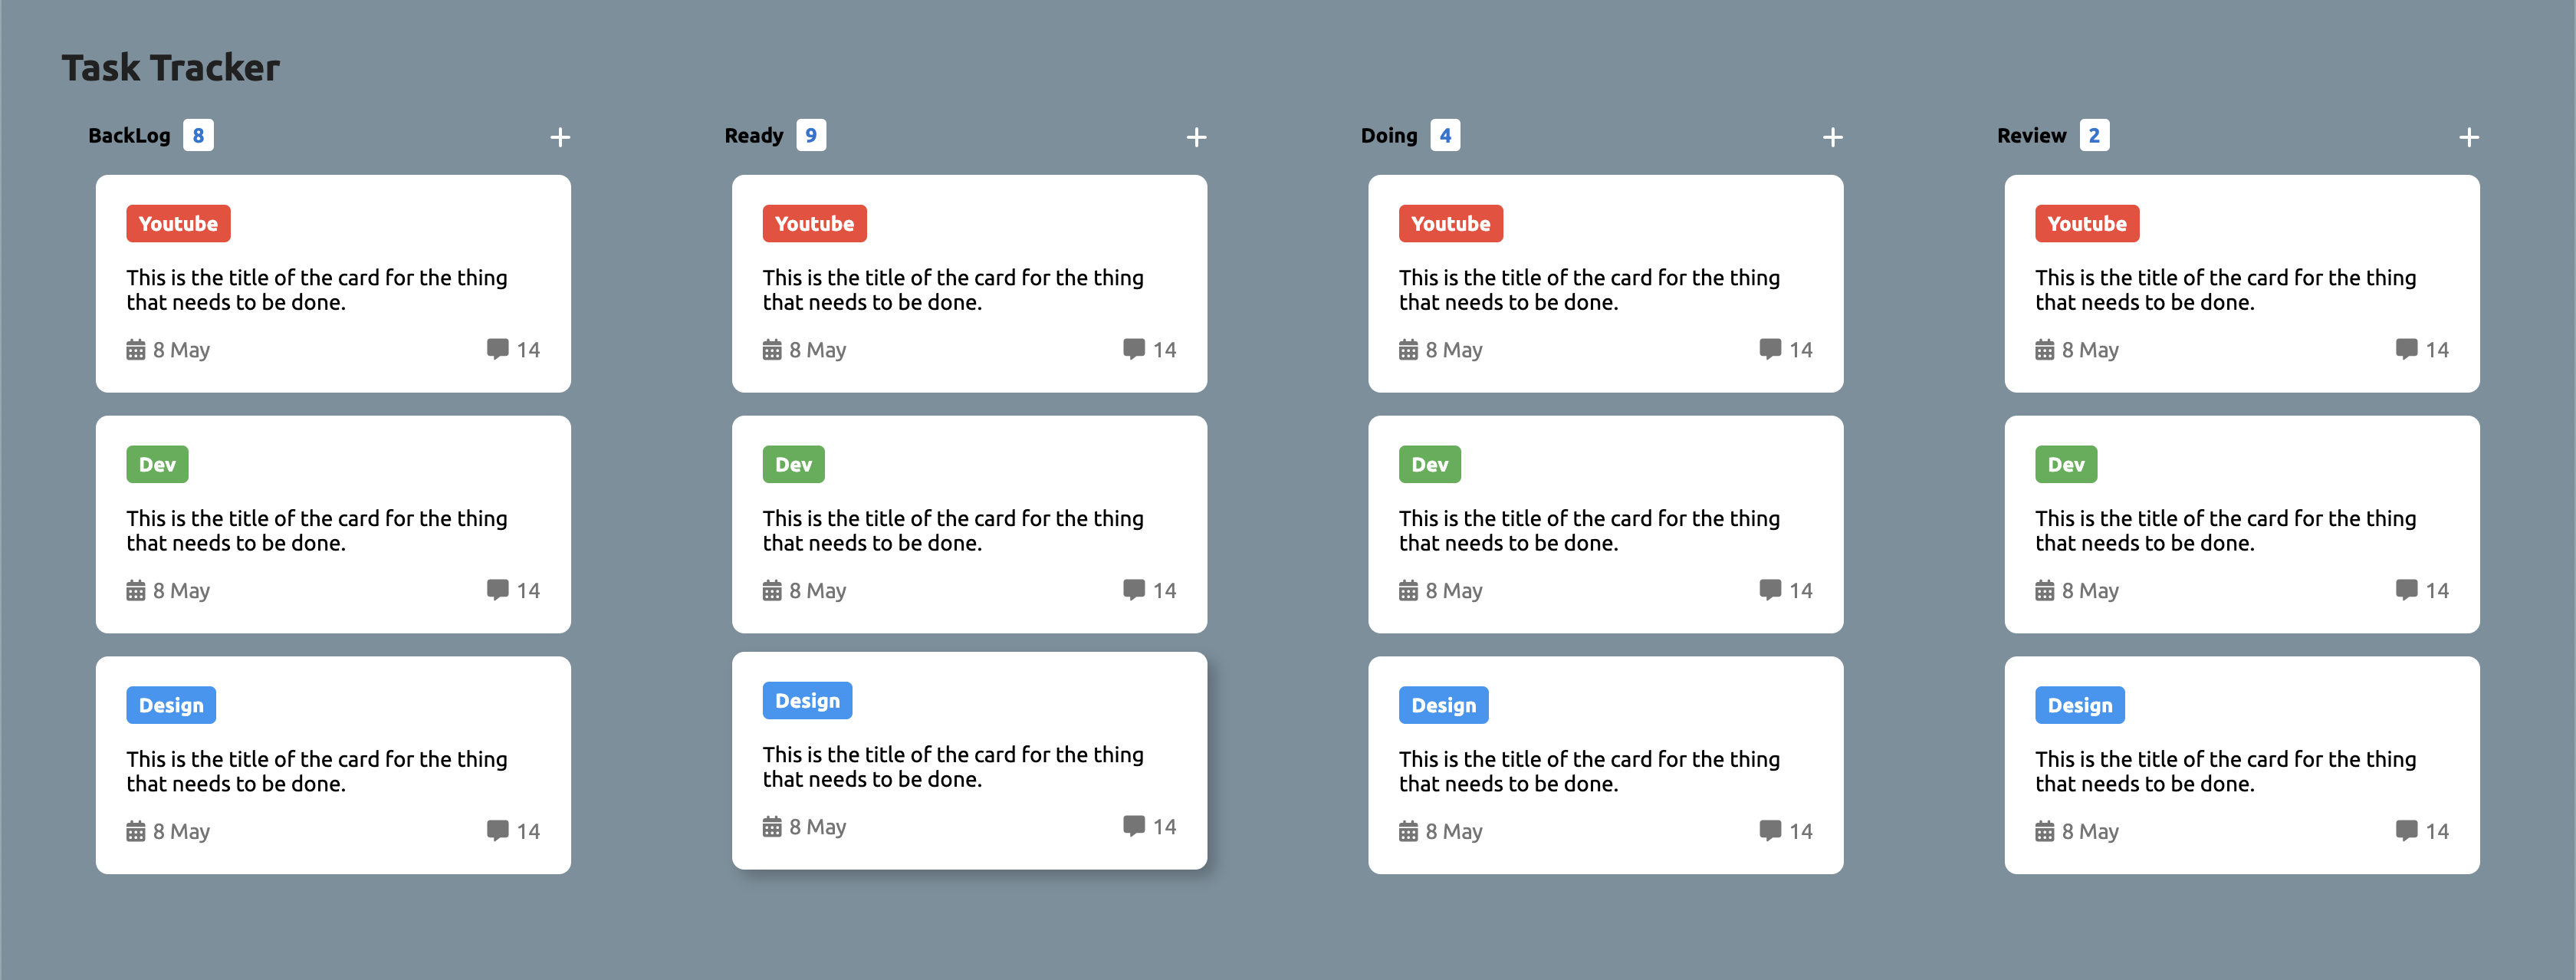 Task Tracker
BackLog 8
Youtube
This is the title of the card for the thing
that needs to be done.
8 May 14
Dev
This is the title of the card for the thing
that needs to be done.
8 May 14
Design
This is the title of the card for the thing
that needs to be done.
8 May 14
Ready 9
Youtube
This is the title of the card for the thing
that needs to be done.
8 May 14
Dev
This is the title of the card for the thing
that needs to be done.
8 May 14
Design
This is the title of the card for the thing
that needs to be done.
8 May 14
Doing 4
Youtube
This is the title of the card for the thing
that needs to be done.
8 May 14
Dev
This is the title of the card for the thing
that needs to be done.
8 May 14
Design
This is the title of the card for the thing
that needs to be done.
8 May 14
Review 2
Youtube
This is the title of the card for the thing
that needs to be done.
8 May 14
Dev
This is the title of the card for the thing
that needs to be done.
8 May 14
Design
This is the title of the card for the thing
that needs to be done.
8 May 14